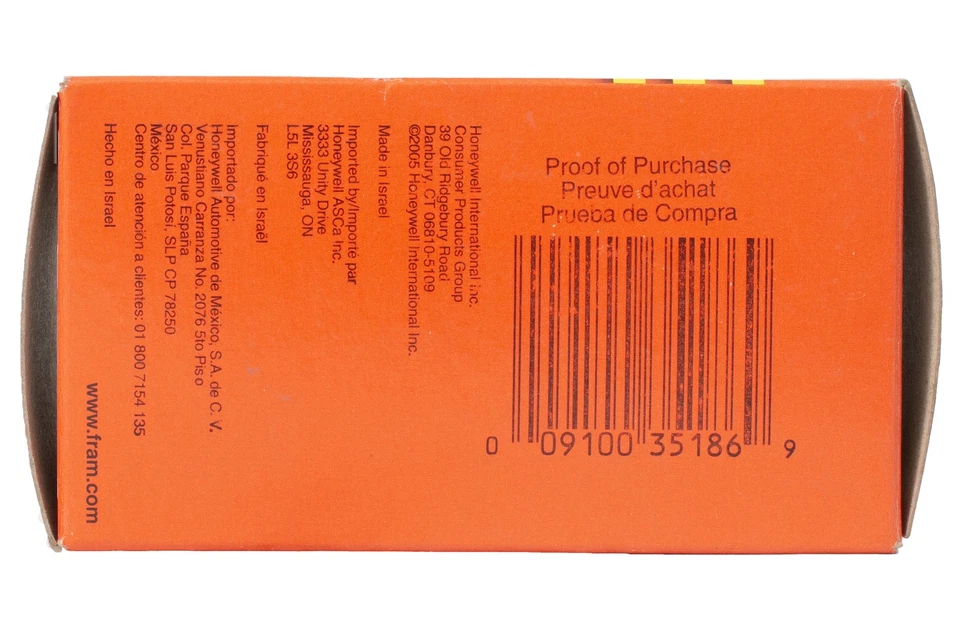 Proof of Purchase
Preuve d'achat
Prueba de Compra
0 09100 35186 9
Honeywell International Inc.
Consumer Products Group
39 Old Ridgebury Road
Danbury, CT 06810-5109
©2005 Honeywell International Inc.
Made in Israel
Imported by/Importé par
Honeywell ASCa Inc.
3333 Unity Drive
Mississauga, ON
L5L 3S6
Fabriqué en Israël
Importado por:
Honeywell Automotive de México, S.A. de C. V.
Venustiano Carranza No. 2076 5to Piso
Col. Parque España
San Luis Potosí, SLP CP 78250
México
Centro de atención a clientes: 01 800 7154 135
Hecho en Israel
www.fram.com